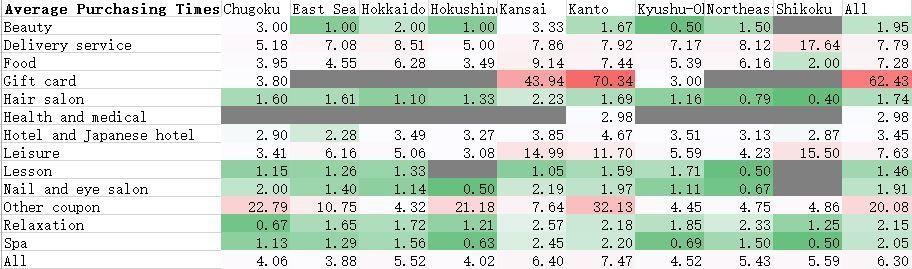 Average Purchasing Times Chugoku East Sea Hokkaido Hokushin Kansai Kanto Kyushu-Ol Northeas Shikoku All
Beauty 3.00 1.00 2.00 1.00 3.33 1.67 0.50 1.50 1.95
Delivery service 5.18 7.08 8.51 5.00 7.86 7.92 7.17 8.12 17.64 7.79
Food 3.95 4.55 6.28 3.49 9.14 7.44 5.39 6.16 2.00 7.28
Gift card 3.80 43.94 70.34 3.00 62.43
Hair salon 1.60 1.61 1.10 1.33 2.23 1.69 1.16 0.79 0.40 1.74
Health and medical 2.98 2.98
Hotel and Japanese hotel 2.90 2.28 3.49 3.27 3.85 4.67 3.51 3.13 2.87 3.45
Leisure 3.41 6.16 5.06 3.08 14.99 11.70 5.59 4.23 15.50 7.63
Lesson 1.15 1.26 1.33 1.05 1.59 1.71 0.50 1.46
Nail and eye salon 2.00 1.40 1.14 0.50 2.19 1.97 1.11 0.67 1.91
Other coupon 22.79 10.75 4.32 21.18 7.64 32.13 4.45 4.75 4.86 20.08
Relaxation 0.67 1.65 1.72 1.21 2.57 2.18 1.85 2.33 1.25 2.15
Spa 1.13 1.29 1.56 0.63 2.45 2.20 0.69 1.50 0.50 2.05
All 4.06 3.88 5.52 4.02 6.40 7.47 4.52 5.43 5.59 6.30